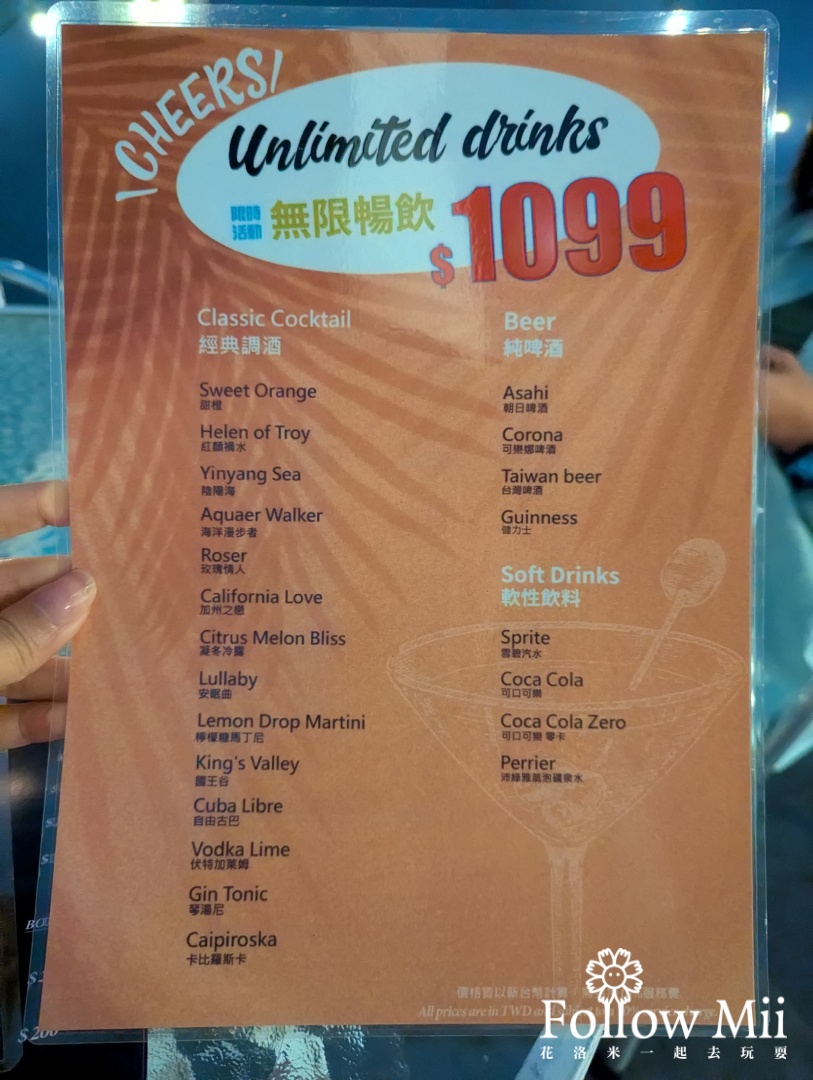 CHEERS
Unlimited drinks
限時
活動
無限暢飲
$1099
Classic Cocktail
經典調酒
Sweet Orange
甜橙
Helen of Troy
紅顏禍水
Yinyang Sea
陰陽海
Aquaer Walker
海洋漫步者
Roser
玫瑰情人
California Love
加州之戀
Citrus Melon Bliss
凝冬冷露
Lullaby
安眠曲
Lemon Drop Martini
檸檬糖馬丁尼
King's Valley
國王谷
Cuba Libre
自由古巴
Vodka Lime
伏特加萊姆
Gin Tonic
琴湯尼
Caipiroska
卡比羅斯卡
Beer
純啤酒
Asahi
朝日啤酒
Corona
可樂娜啤酒
Taiwan beer
台灣啤酒
Guinness
健力士
Soft Drinks
軟性飲料
Sprite
雪碧汽水
Coca Cola
可口可樂
Coca Cola Zero
可口可樂 零卡
Perrier
沛綠雅氣泡礦泉水
價格皆以新台幣計價 服務費
All prices are in TWD and
Follow Mii
花洛米一起去玩耍
$200